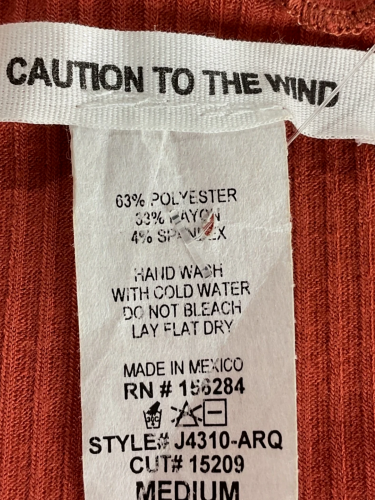 CAUTION TO THE WIND
63% POLYESTER
33% RAYON
4% SPANDEX
HAND WASH
WITH COLD WATER
DO NOT BLEACH
LAY FLAT DRY
MADE IN MEXICO
RN # 156284
STYLE# J4310-ARQ
CUT# 15209
MEDIUM